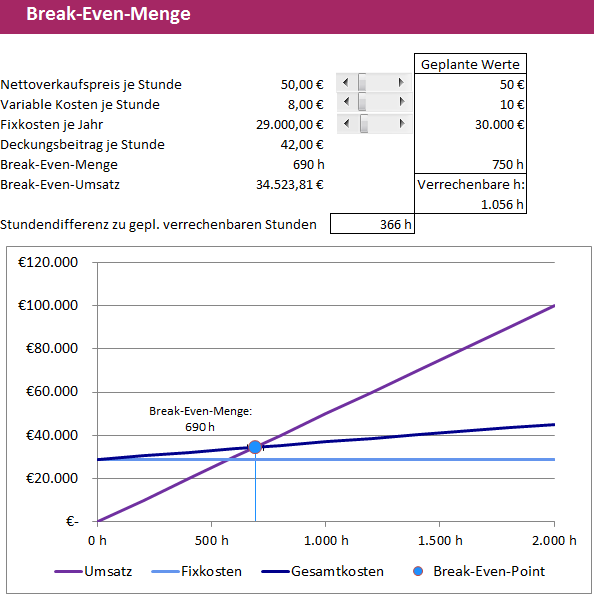 Break-Even-Menge
Geplante Werte
Nettoverkaufspreis je Stunde 50,00 € 50 €
Variable Kosten je Stunde 8,00 € 10 €
Fixkosten je Jahr 29.000,00 € 30.000 €
Deckungsbeitrag je Stunde 42,00 €
Break-Even-Menge 690 h 750 h
Break-Even-Umsatz 34.523,81 € Verrechenbare h:
1.056 h
Stundendifferenz zu gepl. verrechenbaren Stunden 366 h
€120.000
€100.000
€80.000
€60.000
Break-Even-Menge:
690 h
€40.000
€20.000
€-
0 h 500 h 1.000 h 1.500 h 2.000 h
Umsatz Fixkosten Gesamtkosten Break-Even-Point